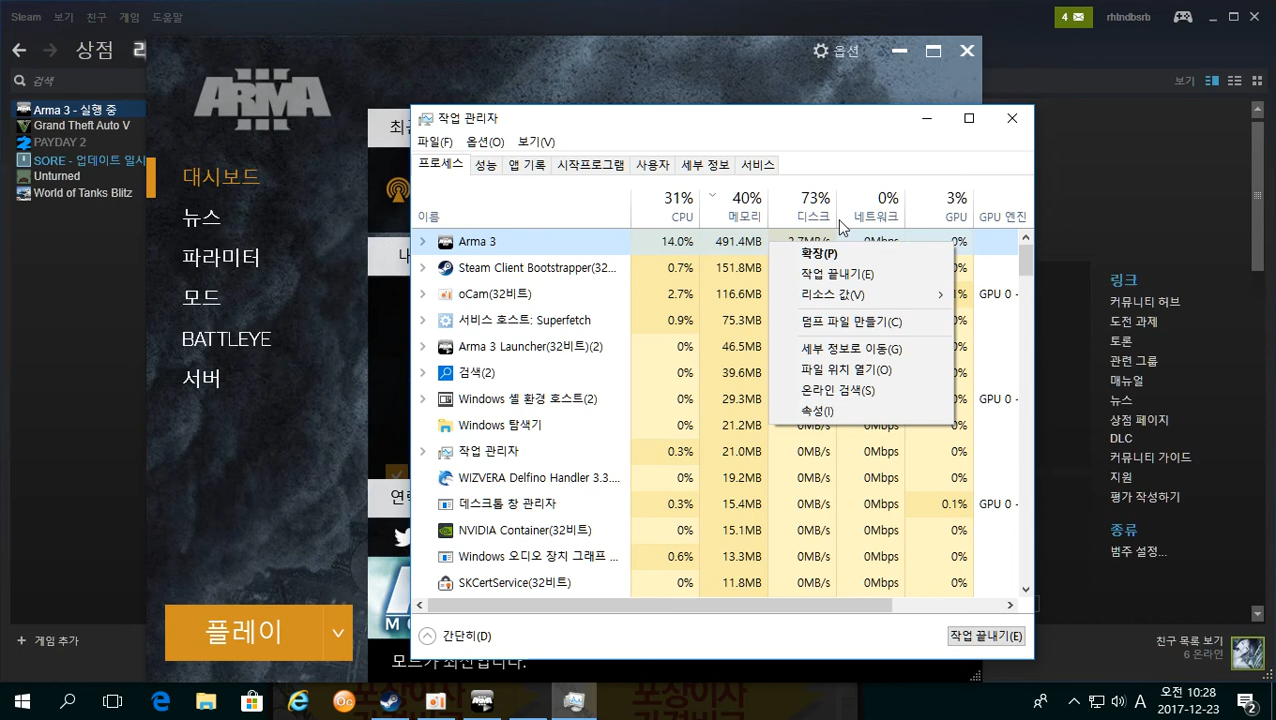 Steam 보기 친구 게임 도움말
4
rhtndbsrb
상점
검색
보기
Arma 3 - 실행 중
Grand Theft Auto V
PAYDAY 2
SORE - 업데이트 일시
Unturned
World of Tanks Blitz
게임 추가
ARMA
III
옵션
대시보드
뉴스
파라미터
모드
BATTLEYE
서버
플레이
모드가 최신입니다.
작업 관리자
파일(F) 옵션(O) 보기(V)
프로세스 성능 앱 기록 시작프로그램 사용자 세부 정보 서비스
31% 40% 73% 0% 3%
이름 CPU 메모리 디스크 네트워크 GPU GPU 엔진
Arma 3 14.0% 491.4MB 2.7MB/s 0Mbps 0%
Steam Client Bootstrapper(32... 0.7% 151.8MB
oCam(32비트) 2.7% 116.6MB GPU 0 -
서비스 호스트: Superfetch 0.9% 75.3MB
Arma 3 Launcher(32비트)(2) 0% 46.5MB
검색(2) 0% 39.6MB
Windows 셸 환경 호스트(2) 0% 29.3MB GPU 0 -
Windows 탐색기 0% 21.2MB 0MB/s 0Mbps 0%
작업 관리자 0.3% 21.0MB 0MB/s 0Mbps 0%
WIZVERA Delfino Handler 3.3.... 0% 19.2MB 0MB/s 0Mbps 0%
데스크톱 창 관리자 0.3% 15.4MB 0MB/s 0Mbps 0.1% GPU 0 -
NVIDIA Container(32비트) 0% 15.1MB 0MB/s 0Mbps 0%
Windows 오디오 장치 그래프 ... 0.6% 13.3MB 0MB/s 0Mbps 0%
SKCertService(32비트) 0% 11.8MB 0MB/s 0Mbps 0%
확장(P)
작업 끝내기(E)
리소스 값(V)
덤프 파일 만들기(C)
세부 정보로 이동(G)
파일 위치 열기(O)
온라인 검색(S)
속성(I)
간단히(D)
작업 끝내기(E)
링크
커뮤니티 허브
도전 과제
토론
관련 그룹
매뉴얼
뉴스
상점 페이지
DLC
커뮤니티 가이드
지원
평가 작성하기
종류
범주 설정...
친구 목록 보기
6 온라인
A
오전 10:28
2017-12-23
2